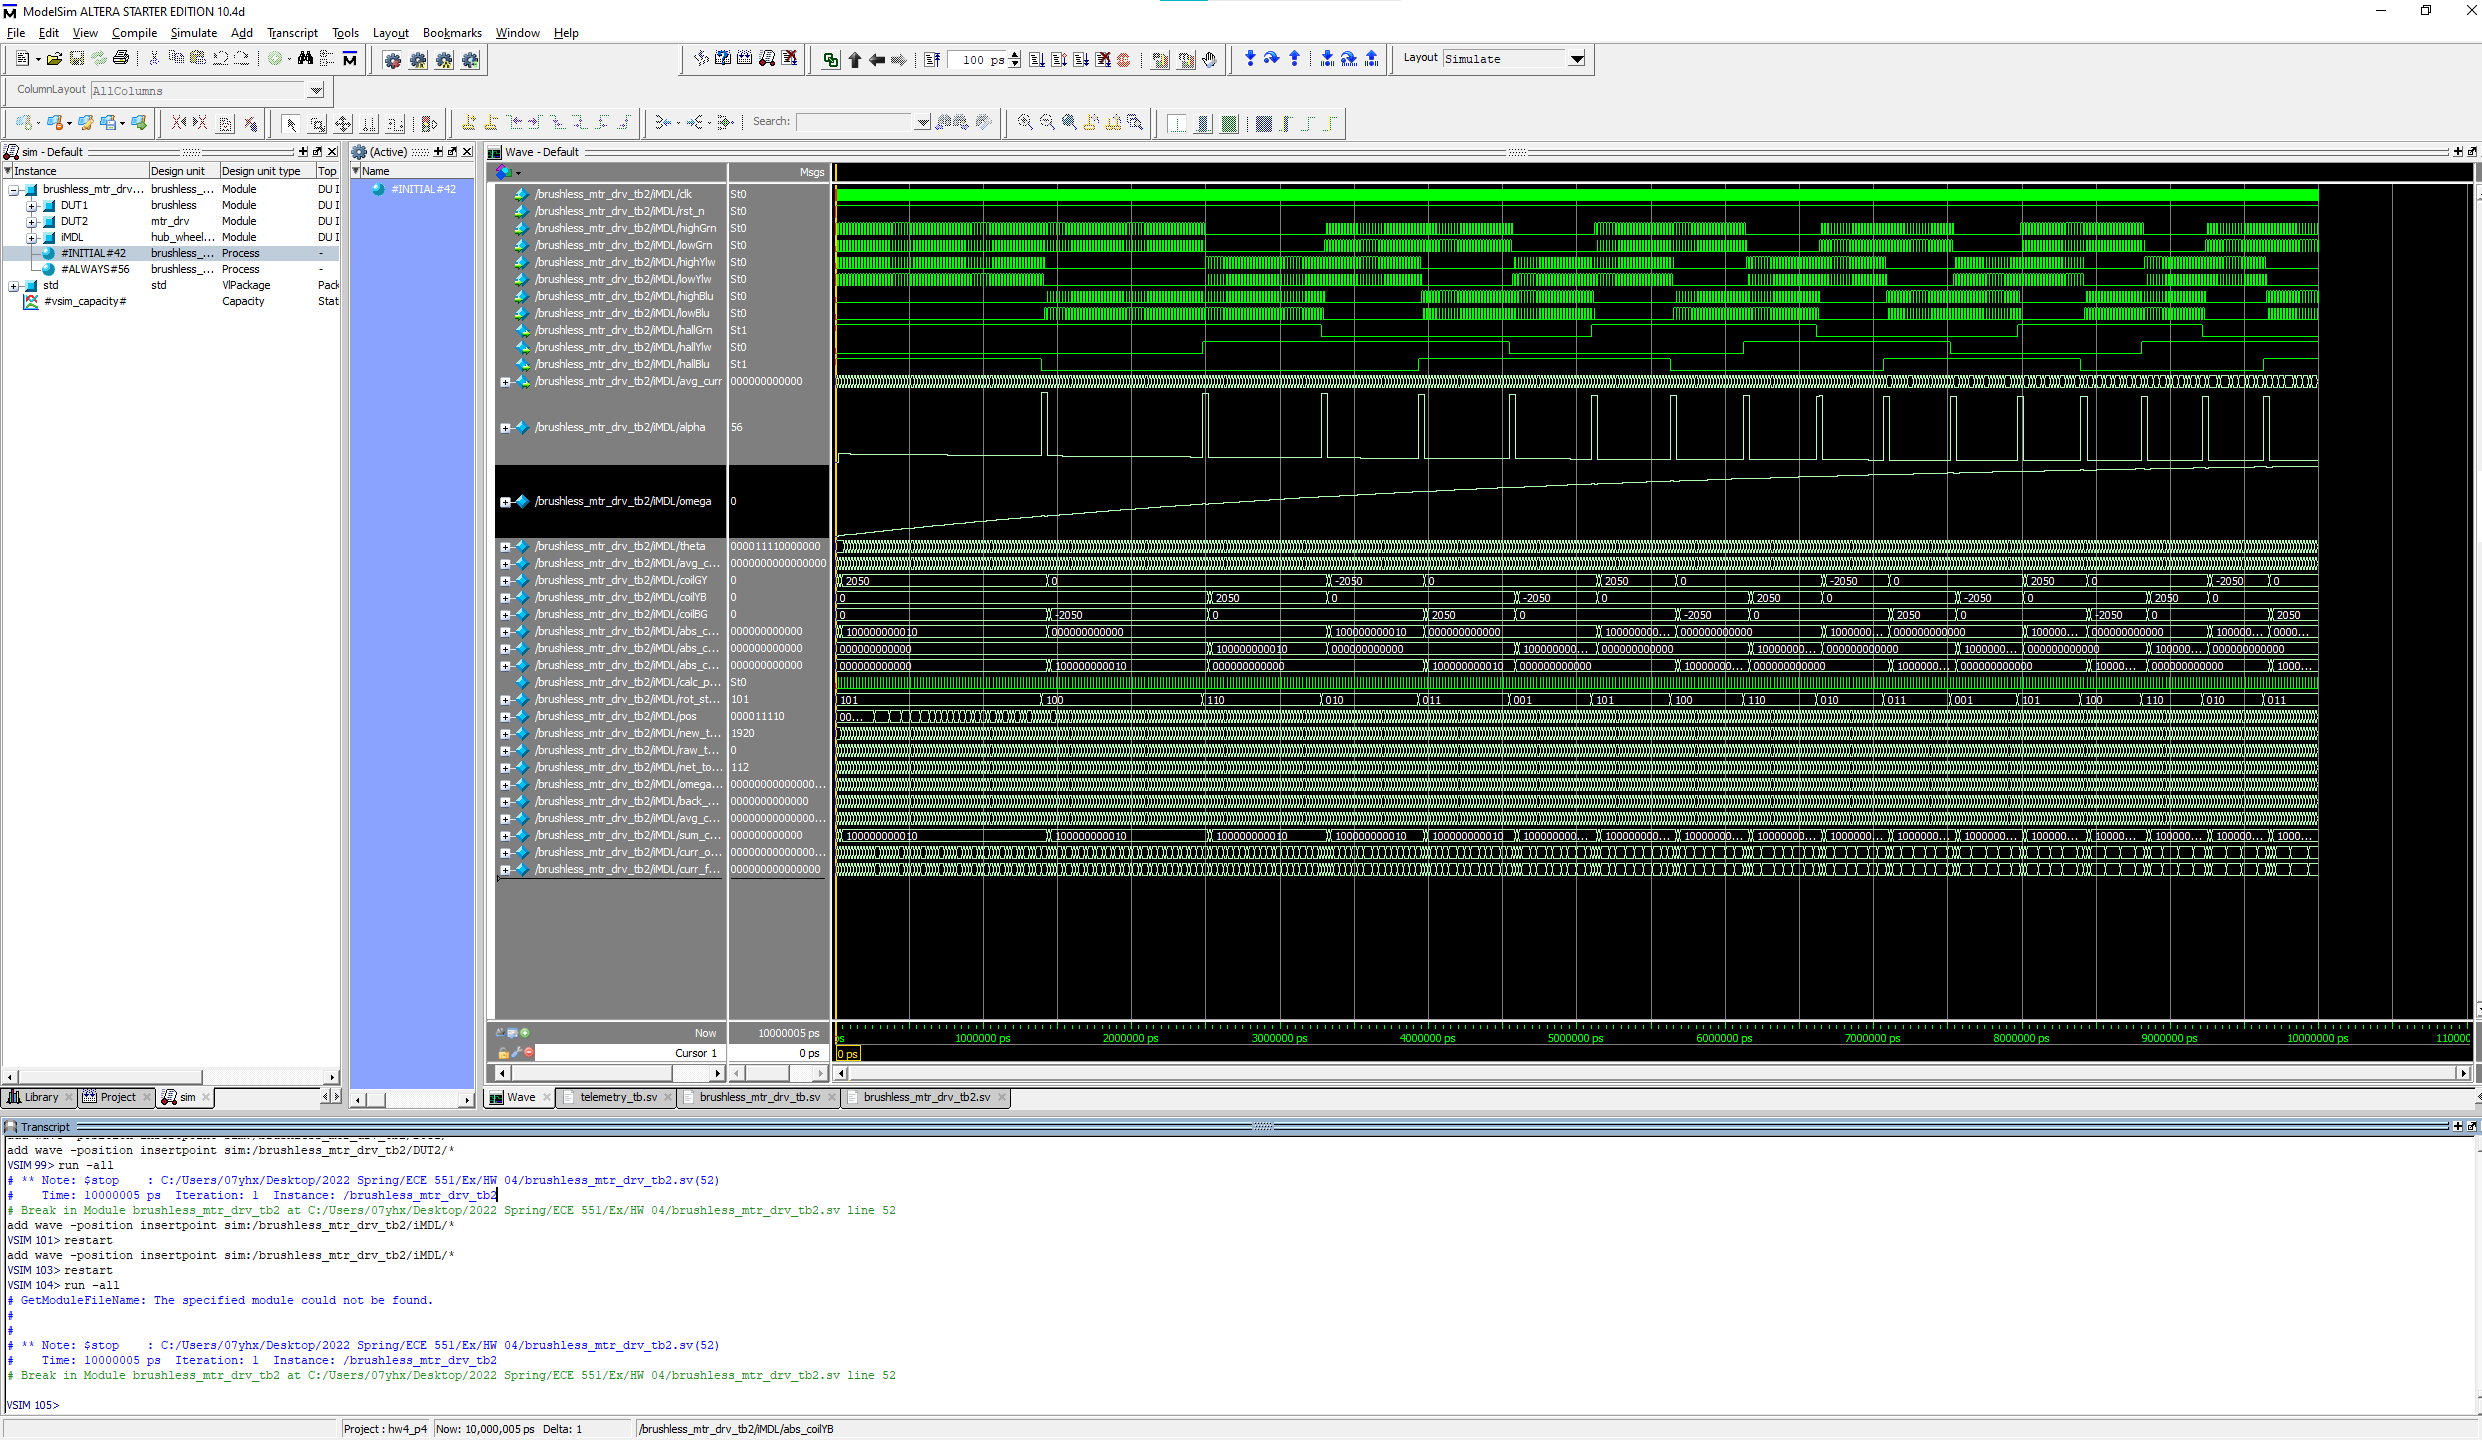 ModelSim ALTERA STARTER EDITION 10.4d
File Edit View Compile Simulate Add Transcript Tools Layout Bookmarks Window Help
100 ps
Layout Simulate
ColumnLayout AllColumns
Search:
sim - Default
Instance Design unit Design unit type Top
brushless_mtr_drv... brushless_... Module DU I
DUT1 brushless Module DU I
DUT2 mtr_drv Module DU I
iMDL hub_wheel... Module DU I
#INITIAL#42 brushless_... Process -
#ALWAYS#56 brushless_... Process -
std std VlPackage Pack
#vsim_capacity# Capacity Stat
(Active)
Name
#INITIAL#42
Wave - Default
Msgs
/brushless_mtr_drv_tb2/iMDL/clk St0
/brushless_mtr_drv_tb2/iMDL/rst_n St0
/brushless_mtr_drv_tb2/iMDL/highGrn St0
/brushless_mtr_drv_tb2/iMDL/lowGrn St0
/brushless_mtr_drv_tb2/iMDL/highYlw St0
/brushless_mtr_drv_tb2/iMDL/lowYlw St0
/brushless_mtr_drv_tb2/iMDL/highBlu St0
/brushless_mtr_drv_tb2/iMDL/lowBlu St0
/brushless_mtr_drv_tb2/iMDL/hallGrn St1
/brushless_mtr_drv_tb2/iMDL/hallYlw St0
/brushless_mtr_drv_tb2/iMDL/hallBlu St1
/brushless_mtr_drv_tb2/iMDL/avg_curr 000000000000
/brushless_mtr_drv_tb2/iMDL/alpha 56
/brushless_mtr_drv_tb2/iMDL/omega 0
/brushless_mtr_drv_tb2/iMDL/theta 000011110000000
/brushless_mtr_drv_tb2/iMDL/avg_c... 0000000000000000
/brushless_mtr_drv_tb2/iMDL/coilGY 0 2050 0 -2050 0 2050 0 -2050 0 2050 0 -2050 0
/brushless_mtr_drv_tb2/iMDL/coilYB 0 0 2050 0 -2050 0 2050 0 -2050 0 2050 0
/brushless_mtr_drv_tb2/iMDL/coilBG 0 0 -2050 0 2050 0 -2050 0 2050 0 -2050 0 2050
/brushless_mtr_drv_tb2/iMDL/abs_c... 000000000000 100000000010 000000000000 100000000010 000000000000 1000000... 000000000000 1000000... 000000000000 100000... 000000000000 100000... 0000...
/brushless_mtr_drv_tb2/iMDL/abs_c... 000000000000 000000000000 100000000010 000000000000 1000000... 000000000000 1000000... 000000000000 1000000... 000000000000 100000... 000000000000
/brushless_mtr_drv_tb2/iMDL/abs_c... 000000000000 000000000000 100000000010 000000000000 100000000010 000000000000 1000000... 000000000000 1000000... 000000000000 10000... 000000000000 1000...
/brushless_mtr_drv_tb2/iMDL/calc_p... St0
/brushless_mtr_drv_tb2/iMDL/rot_st... 101 101 100 110 010 011 001 101 100 110 010 011 001 101 100 110 010 011
/brushless_mtr_drv_tb2/iMDL/pos 000011110 00...
/brushless_mtr_drv_tb2/iMDL/new_t... 1920
/brushless_mtr_drv_tb2/iMDL/raw_t... 0
/brushless_mtr_drv_tb2/iMDL/net_to... 112
/brushless_mtr_drv_tb2/iMDL/omega... 00000000000000...
/brushless_mtr_drv_tb2/iMDL/back_... 0000000000000
/brushless_mtr_drv_tb2/iMDL/avg_c... 00000000000000...
/brushless_mtr_drv_tb2/iMDL/sum_c... 000000000000 100000000010 100000000010 100000000010 100000000010 100000000010 1000000... 1000000... 1000000... 1000000... 1000000... 1000000... 1000000... 100000... 10000... 100000... 100000... 1000...
/brushless_mtr_drv_tb2/iMDL/curr_o... 00000000000000...
/brushless_mtr_drv_tb2/iMDL/curr_f... 000000000000000
Now 10000005 ps
Cursor 1 0 ps
ps 1000000 ps 2000000 ps 3000000 ps 4000000 ps 5000000 ps 6000000 ps 7000000 ps 8000000 ps 9000000 ps 10000000 ps 110000
0 ps
Library Project sim
Wave telemetry_tb.sv brushless_mtr_drv_tb.sv brushless_mtr_drv_tb2.sv
Transcript
add wave -position insertpoint sim:/brushless_mtr_drv_tb2/DUT2/*
VSIM 99> run -all
# ** Note: $stop    : C:/Users/07yhx/Desktop/2022 Spring/ECE 551/Ex/HW 04/brushless_mtr_drv_tb2.sv(52)
#    Time: 10000005 ps  Iteration: 1  Instance: /brushless_mtr_drv_tb2
# Break in Module brushless_mtr_drv_tb2 at C:/Users/07yhx/Desktop/2022 Spring/ECE 551/Ex/HW 04/brushless_mtr_drv_tb2.sv line 52
add wave -position insertpoint sim:/brushless_mtr_drv_tb2/iMDL/*
VSIM 101> restart
add wave -position insertpoint sim:/brushless_mtr_drv_tb2/iMDL/*
VSIM 103> restart
VSIM 104> run -all
# GetModuleFileName: The specified module could not be found.
#
#
# ** Note: $stop    : C:/Users/07yhx/Desktop/2022 Spring/ECE 551/Ex/HW 04/brushless_mtr_drv_tb2.sv(52)
#    Time: 10000005 ps  Iteration: 1  Instance: /brushless_mtr_drv_tb2
# Break in Module brushless_mtr_drv_tb2 at C:/Users/07yhx/Desktop/2022 Spring/ECE 551/Ex/HW 04/brushless_mtr_drv_tb2.sv line 52
VSIM 105>
Project : hw4_p4 Now: 10,000,005 ps Delta: 1 /brushless_mtr_drv_tb2/iMDL/abs_coilYB